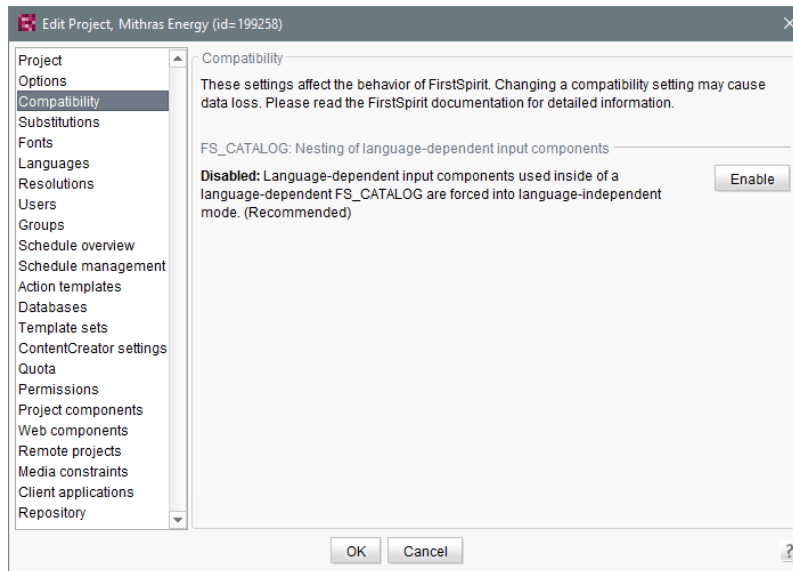 Edit Project, Mithras Energy (id=199258)
Project
Options
Compatibility
Substitutions
Fonts
Languages
Resolutions
Users
Groups
Schedule overview
Schedule management
Action templates
Databases
Template sets
ContentCreator settings
Quota
Permissions
Project components
Web components
Remote projects
Media constraints
Client applications
Repository
Compatibility
These settings affect the behavior of FirstSpirit. Changing a compatibility setting may cause
data loss. Please read the FirstSpirit documentation for detailed information.
FS_CATALOG: Nesting of language-dependent input components
Disabled: Language-dependent input components used inside of a
language-dependent FS_CATALOG are forced into language-independent
mode. (Recommended)
Enable
OK
Cancel
?